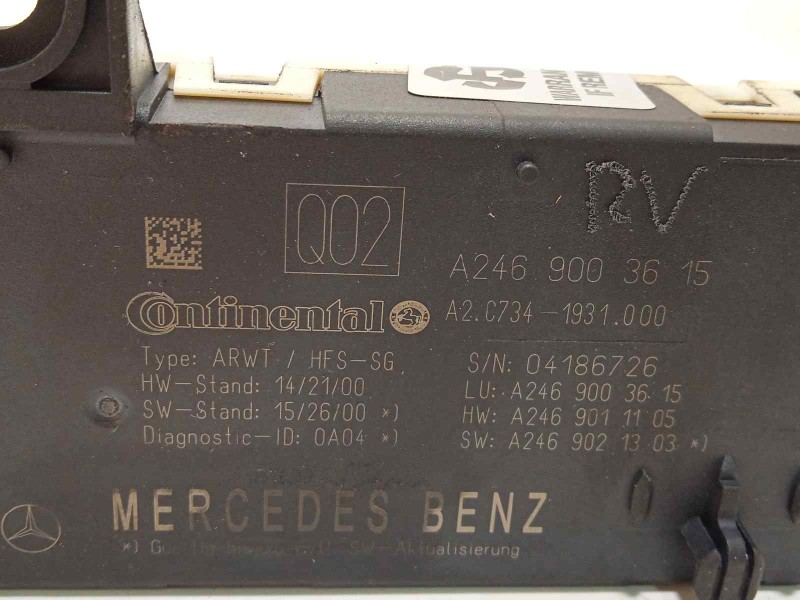 Q02
RV
A246 900 36 15
A2.C734-1931.000
Continental
Type: ARWT / HFS-SG
HW-Stand: 14/21/00
SW-Stand: 15/26/00 *)
Diagnostic-ID: 0A04 *)
S/N: 04186726
LU: A246 900 36 15
HW: A246 901 11 05
SW: A246 902 13 03 *)
MERCEDES BENZ
*) SW-Aktualisierung